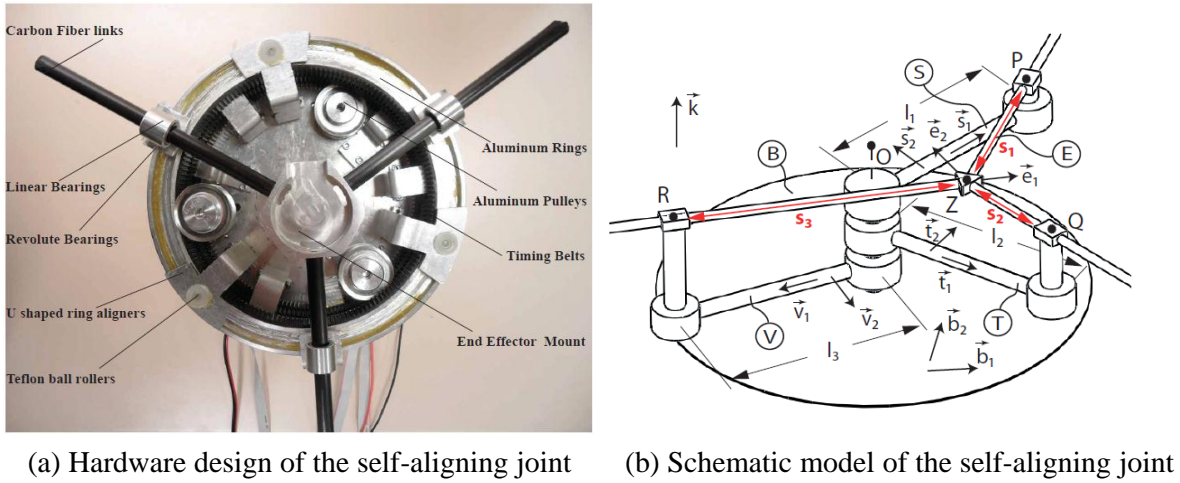 Carbon Fiber links
Linear Bearings
Revolute Bearings
U shaped ring aligners
Teflon ball rollers
Aluminum Rings
Aluminum Pulleys
Timing Belts
End Effector Mount
P
S
k
l₁
s₁
e₂
s₂
O
s₁
E
B
e₁
R
Z
s₃
s₂
Q
t₂
l₂
t₁
v₁
V
v₂
T
b₂
l₃
b₁
(a) Hardware design of the self-aligning joint
(b) Schematic model of the self-aligning joint